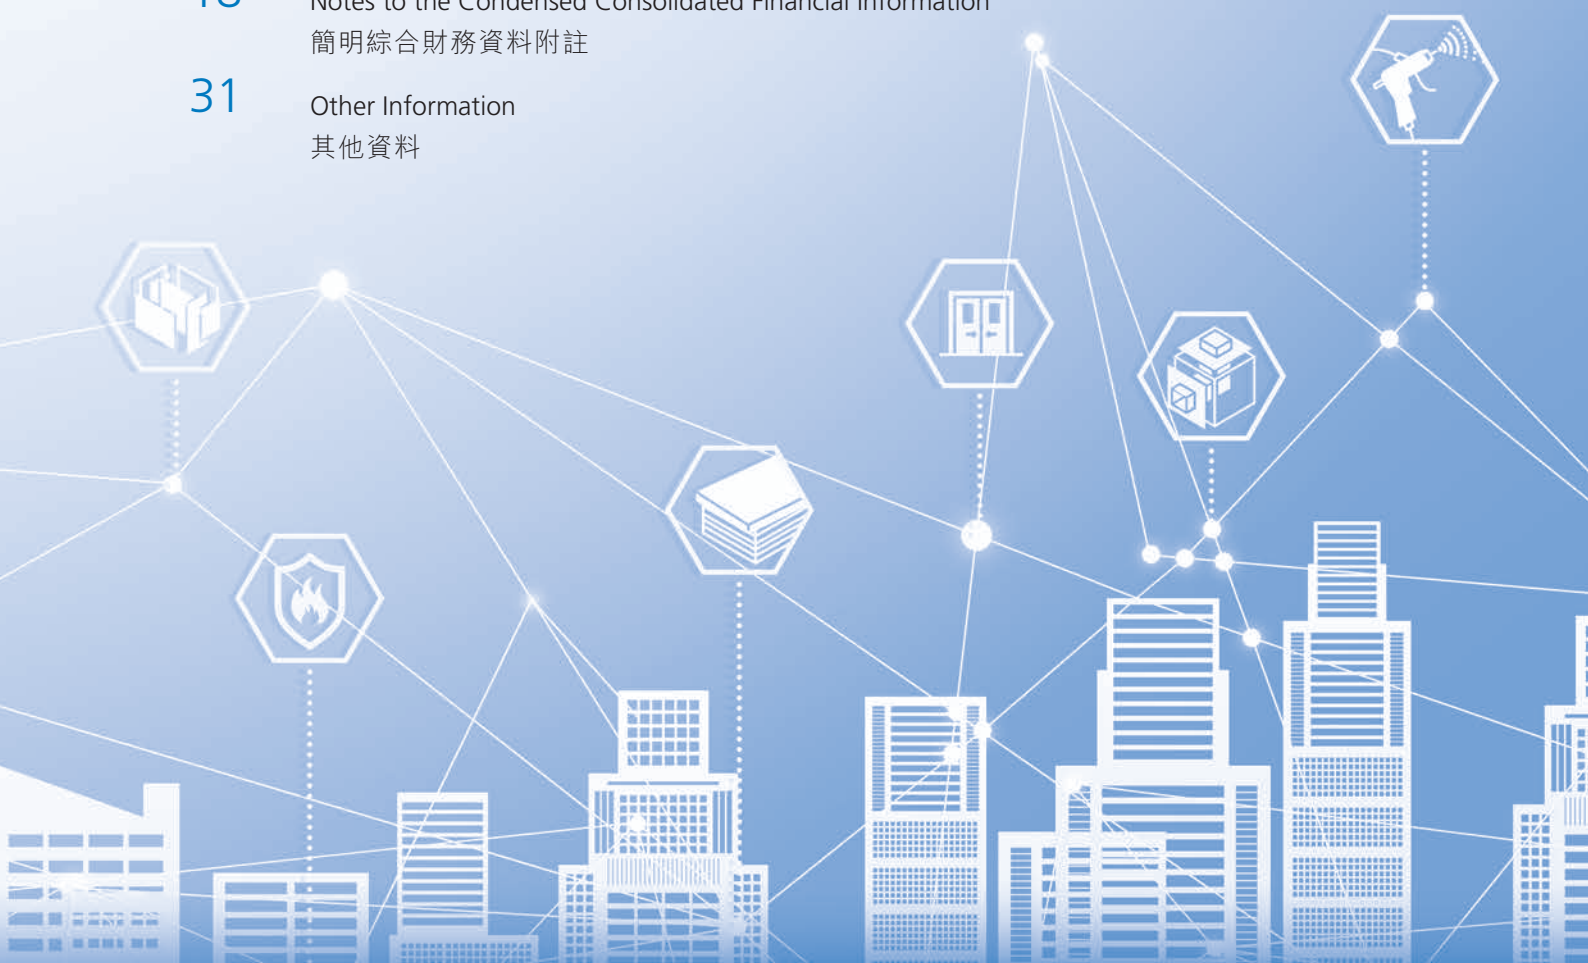 Notes to the Condensed Consolidated Financial Information
簡明綜合財務資料附註
31 Other Information
其他資料